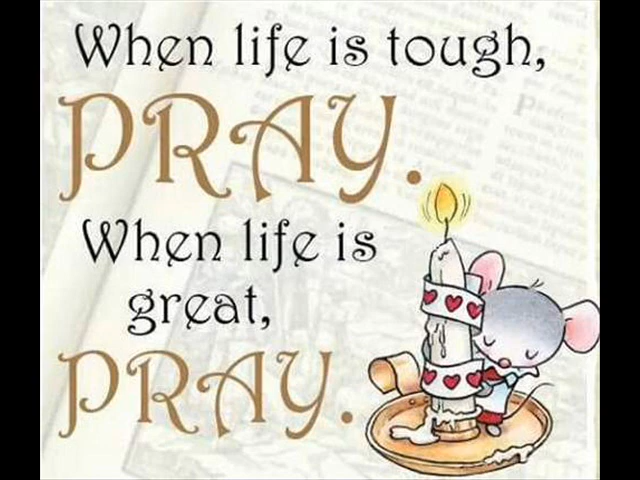 When life is tough,
PRAY.
When life is
great,
PRAY.